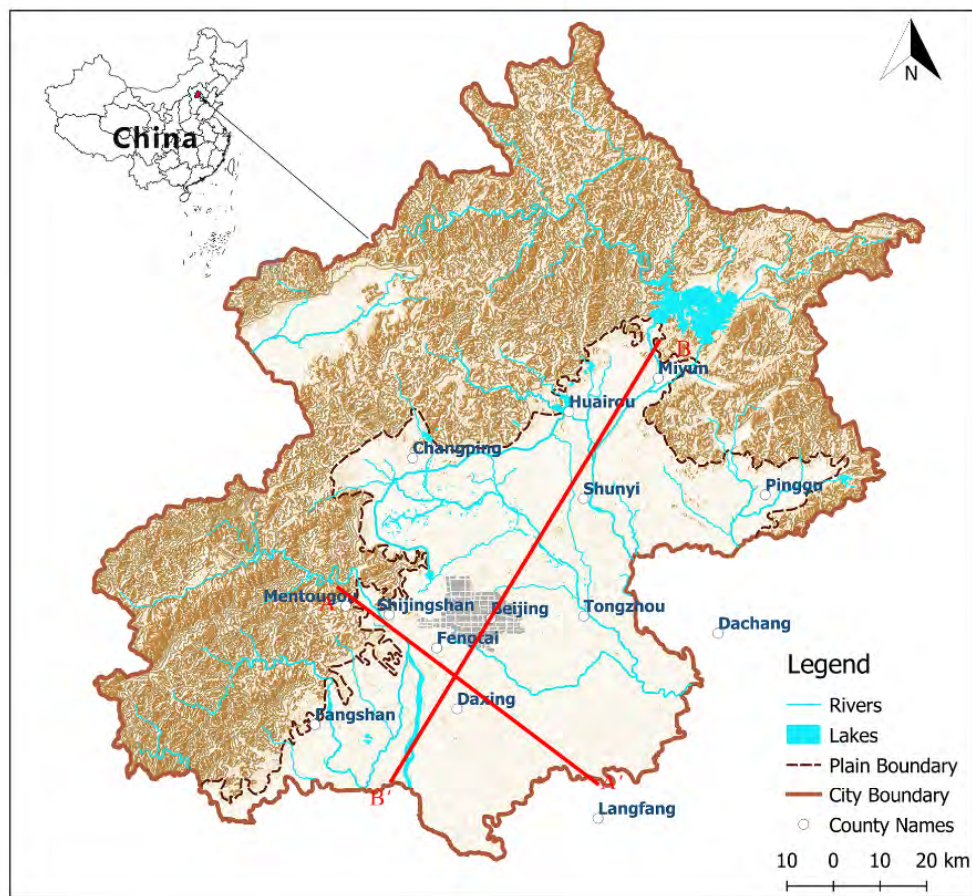 N
China
B
Miyun
Huairou
Changping
Pinggu
Shunyi
Mentougou
A
Shijingshan
Beijing
Tongzhou
Dachang
Fengtai
Legend
Rivers
Daxing
Bangshan
Lakes
Plain Boundary
A'
B'
City Boundary
Langfang
County Names
10 0 10 20 km